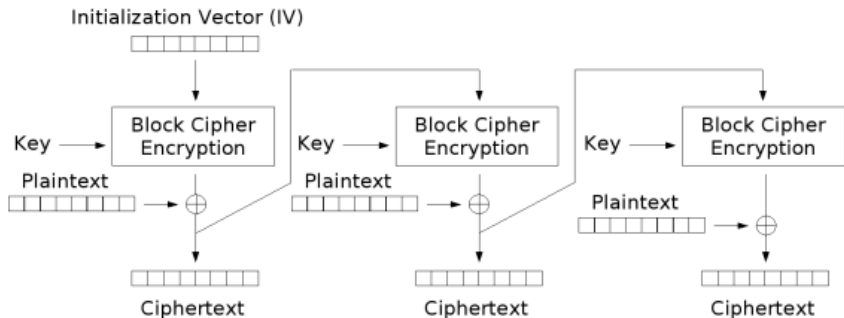 Initialization Vector (IV)
Block Cipher
Encryption
Block Cipher
Encryption
Block Cipher
Encryption
Key
Key
Key
Plaintext
Plaintext
Plaintext
Ciphertext
Ciphertext
Ciphertext